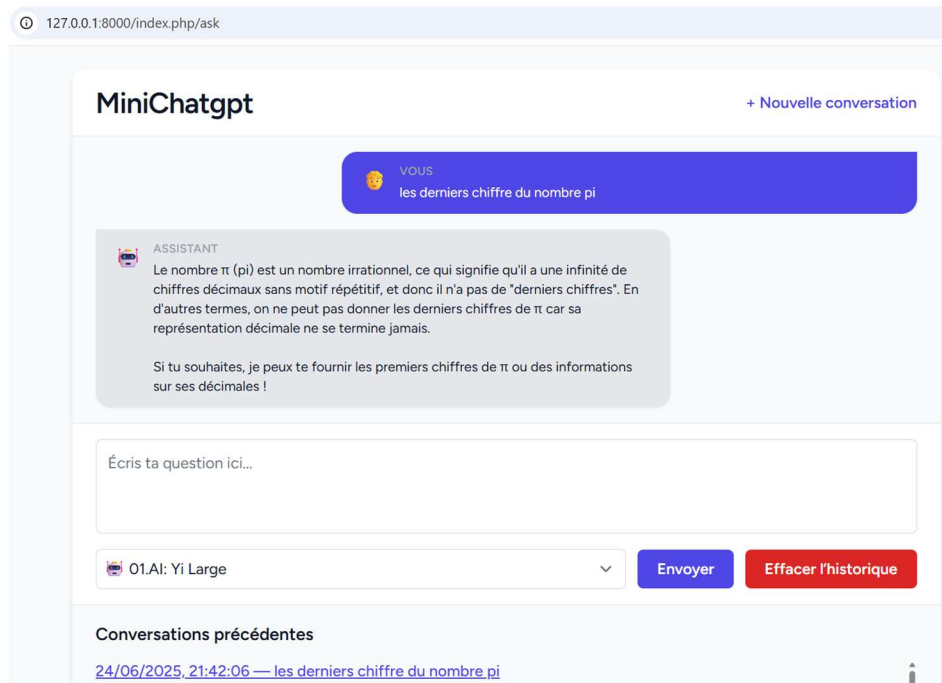 127.0.0.1:8000/index.php/ask
MiniChatgpt
+ Nouvelle conversation
VOUS
les derniers chiffre du nombre pi
ASSISTANT
Le nombre π (pi) est un nombre irrationnel, ce qui signifie qu'il a une infinité de
chiffres décimaux sans motif répétitif, et donc il n'a pas de "derniers chiffres". En
d'autres termes, on ne peut pas donner les derniers chiffres de π car sa
représentation décimale ne se termine jamais.
Si tu souhaites, je peux te fournir les premiers chiffres de π ou des informations
sur ses décimales !
Écris ta question ici...
01.AI: Yi Large
Envoyer
Effacer l’historique
Conversations précédentes
24/06/2025, 21:42:06 — les derniers chiffre du nombre pi